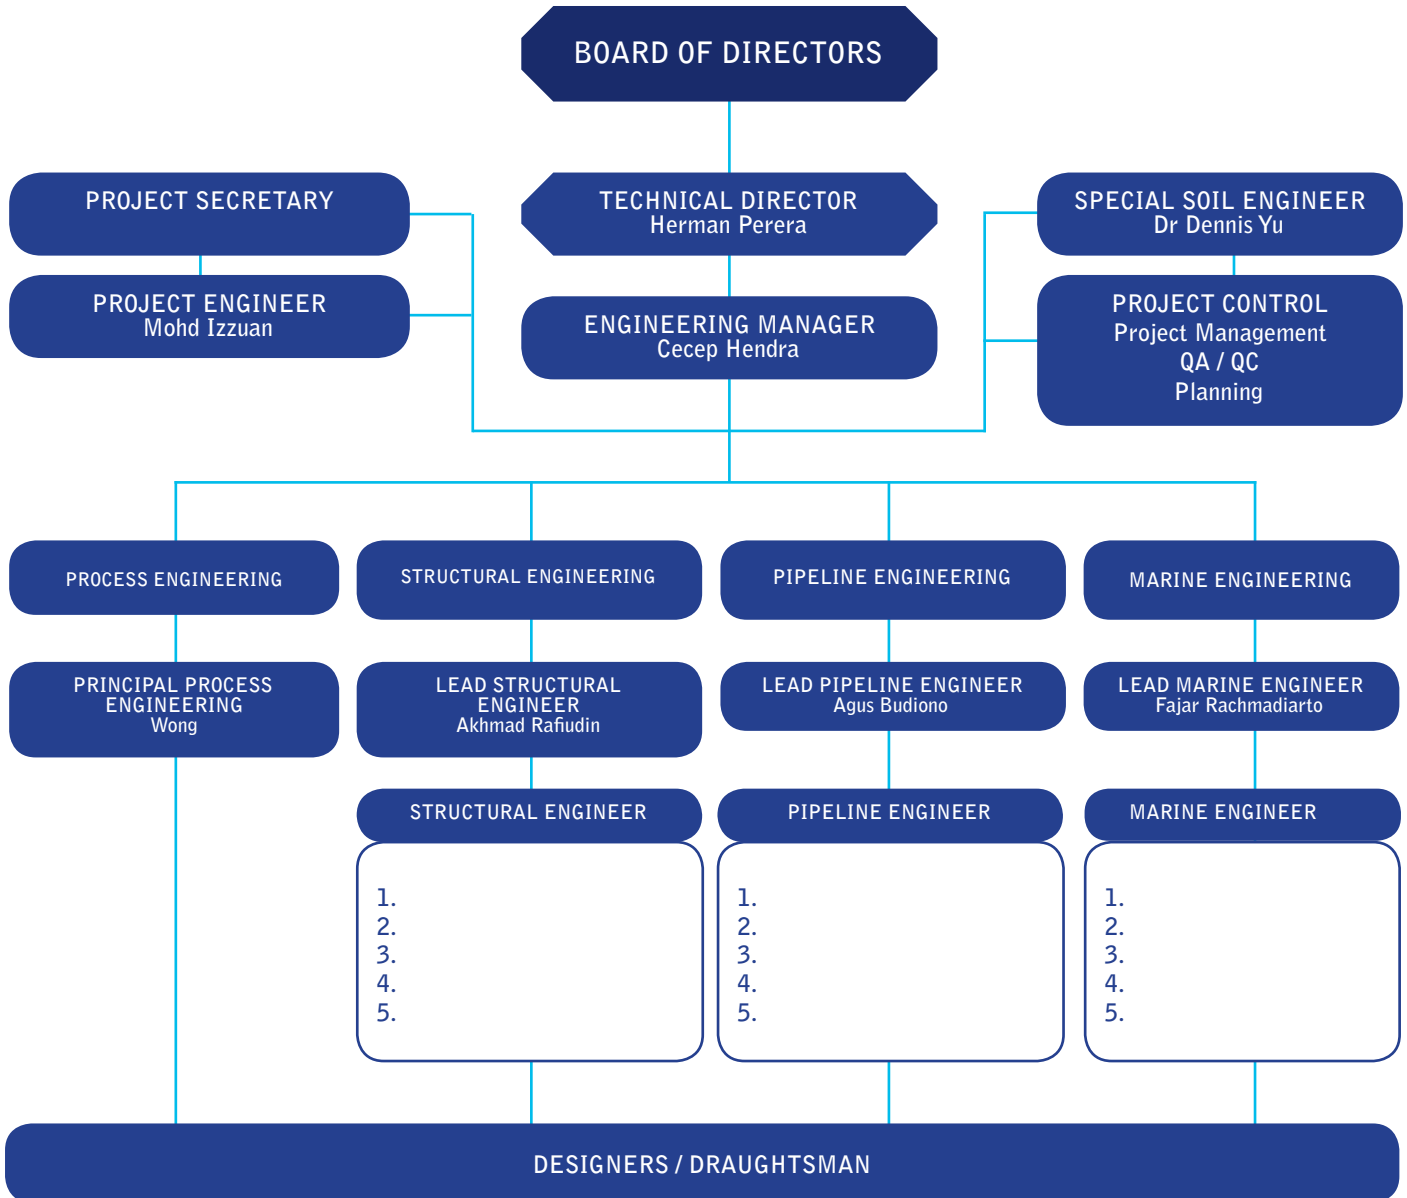 BOARD OF DIRECTORS
PROJECT SECRETARY
TECHNICAL DIRECTOR
Herman Perera
SPECIAL SOIL ENGINEER
Dr Dennis Yu
PROJECT ENGINEER
Mohd Izzuan
ENGINEERING MANAGER
Cecep Hendra
PROJECT CONTROL
Project Management
QA / QC
Planning
PROCESS ENGINEERING
STRUCTURAL ENGINEERING
PIPELINE ENGINEERING
MARINE ENGINEERING
PRINCIPAL PROCESS
ENGINEERING
Wong
LEAD STRUCTURAL
ENGINEER
Akhmad Rafiudin
LEAD PIPELINE ENGINEER
Agus Budiono
LEAD MARINE ENGINEER
Fajar Rachmadiarto
STRUCTURAL ENGINEER
1.
2.
3.
4.
5.
PIPELINE ENGINEER
1.
2.
3.
4.
5.
MARINE ENGINEER
1.
2.
3.
4.
5.
DESIGNERS / DRAUGHTSMAN